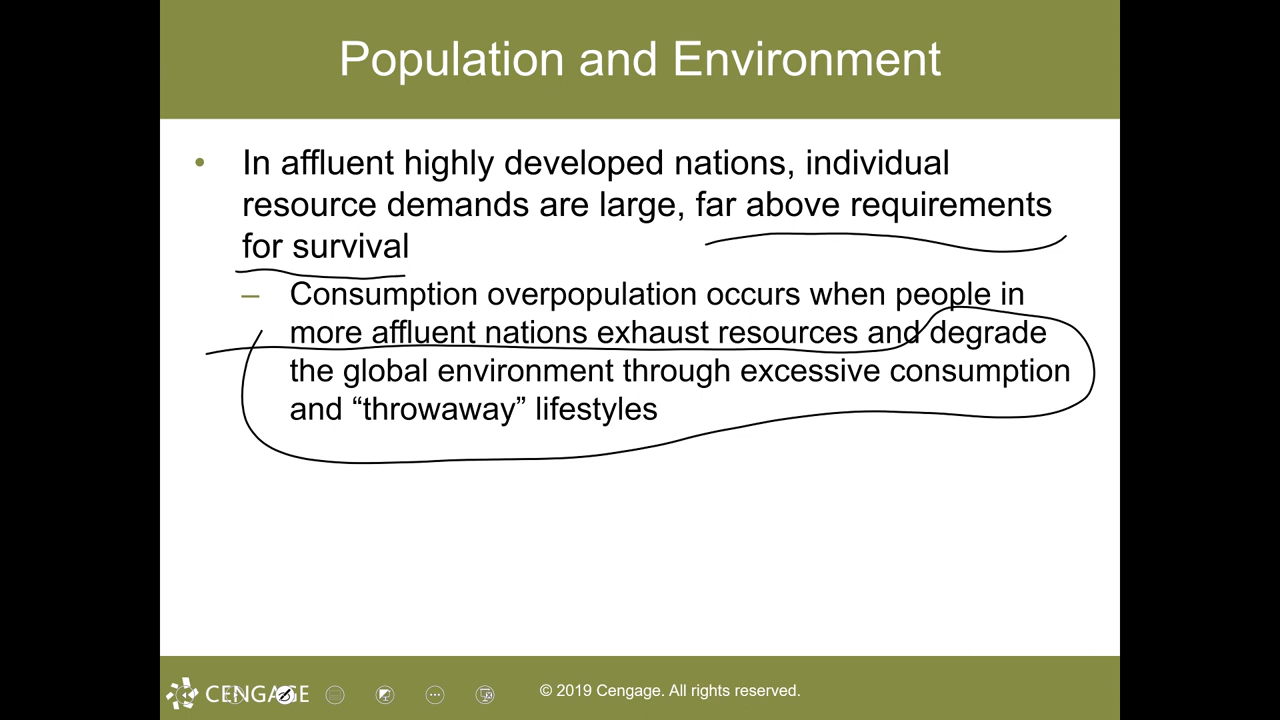 Population and Environment
• In affluent highly developed nations, individual
resource demands are large, far above requirements
for survival
– Consumption overpopulation occurs when people in
more affluent nations exhaust resources and degrade
the global environment through excessive consumption
and “throwaway” lifestyles
CENGAGE
© 2019 Cengage. All rights reserved.